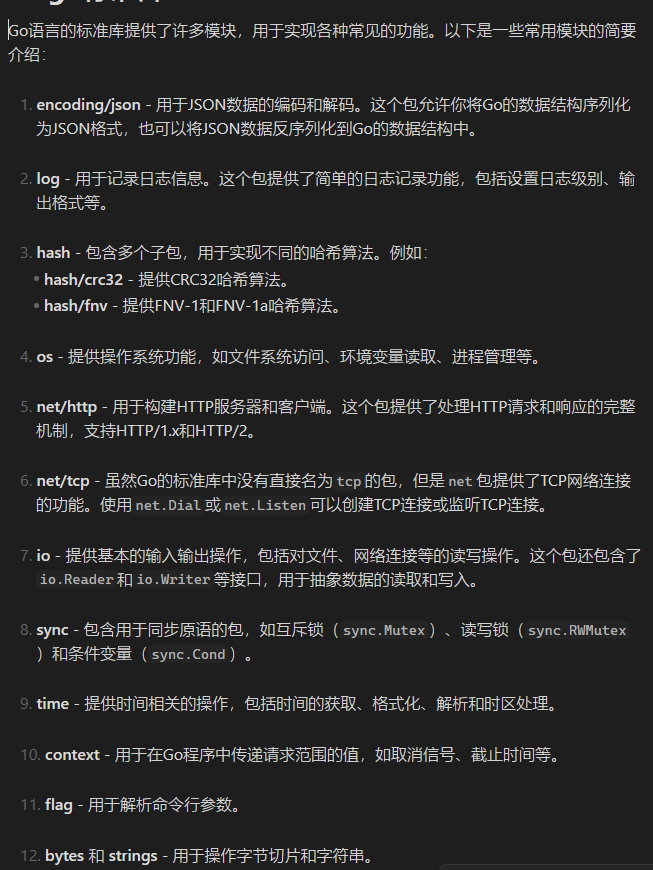 Go语言的标准库提供了许多模块，用于实现各种常见的功能。以下是一些常用模块的简要
介绍：
1. encoding/json - 用于JSON数据的编码和解码。这个包允许你将Go的数据结构序列化
为JSON格式，也可以将JSON数据反序列化到Go的数据结构中。
2. log - 用于记录日志信息。这个包提供了简单的日志记录功能，包括设置日志级别、输
出格式等。
3. hash - 包含多个子包，用于实现不同的哈希算法。例如：
• hash/crc32 - 提供CRC32哈希算法。
• hash/fnv - 提供FNV-1和FNV-1a哈希算法。
4. os - 提供操作系统功能，如文件系统访问、环境变量读取、进程管理等。
5. net/http - 用于构建HTTP服务器和客户端。这个包提供了处理HTTP请求和响应的完整
机制，支持HTTP/1.x和HTTP/2。
6. net/tcp - 虽然Go的标准库中没有直接名为 tcp 的包，但是 net 包提供了TCP网络连接
的功能。使用 net.Dial 或 net.Listen 可以创建TCP连接或监听TCP连接。
7. io - 提供基本的输入输出操作，包括对文件、网络连接等的读写操作。这个包还包含了
io.Reader 和 io.Writer 等接口，用于抽象数据的读取和写入。
8. sync - 包含用于同步原语的包，如互斥锁（ sync.Mutex ）、读写锁（ sync.RWMutex
）和条件变量（ sync.Cond ）。
9. time - 提供时间相关的操作，包括时间的获取、格式化、解析和时区处理。
10. context - 用于在Go程序中传递请求范围的值，如取消信号、截止时间等。
11. flag - 用于解析命令行参数。
12. bytes 和 strings - 用于操作字节切片和字符串。